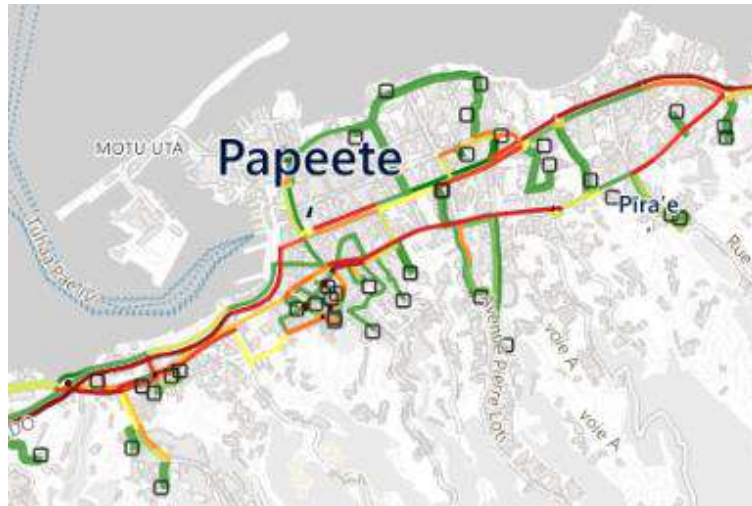 MOTU UTA
Papeete
Pira'e
Rue
voie A
avenue Pierre Loti
voie A